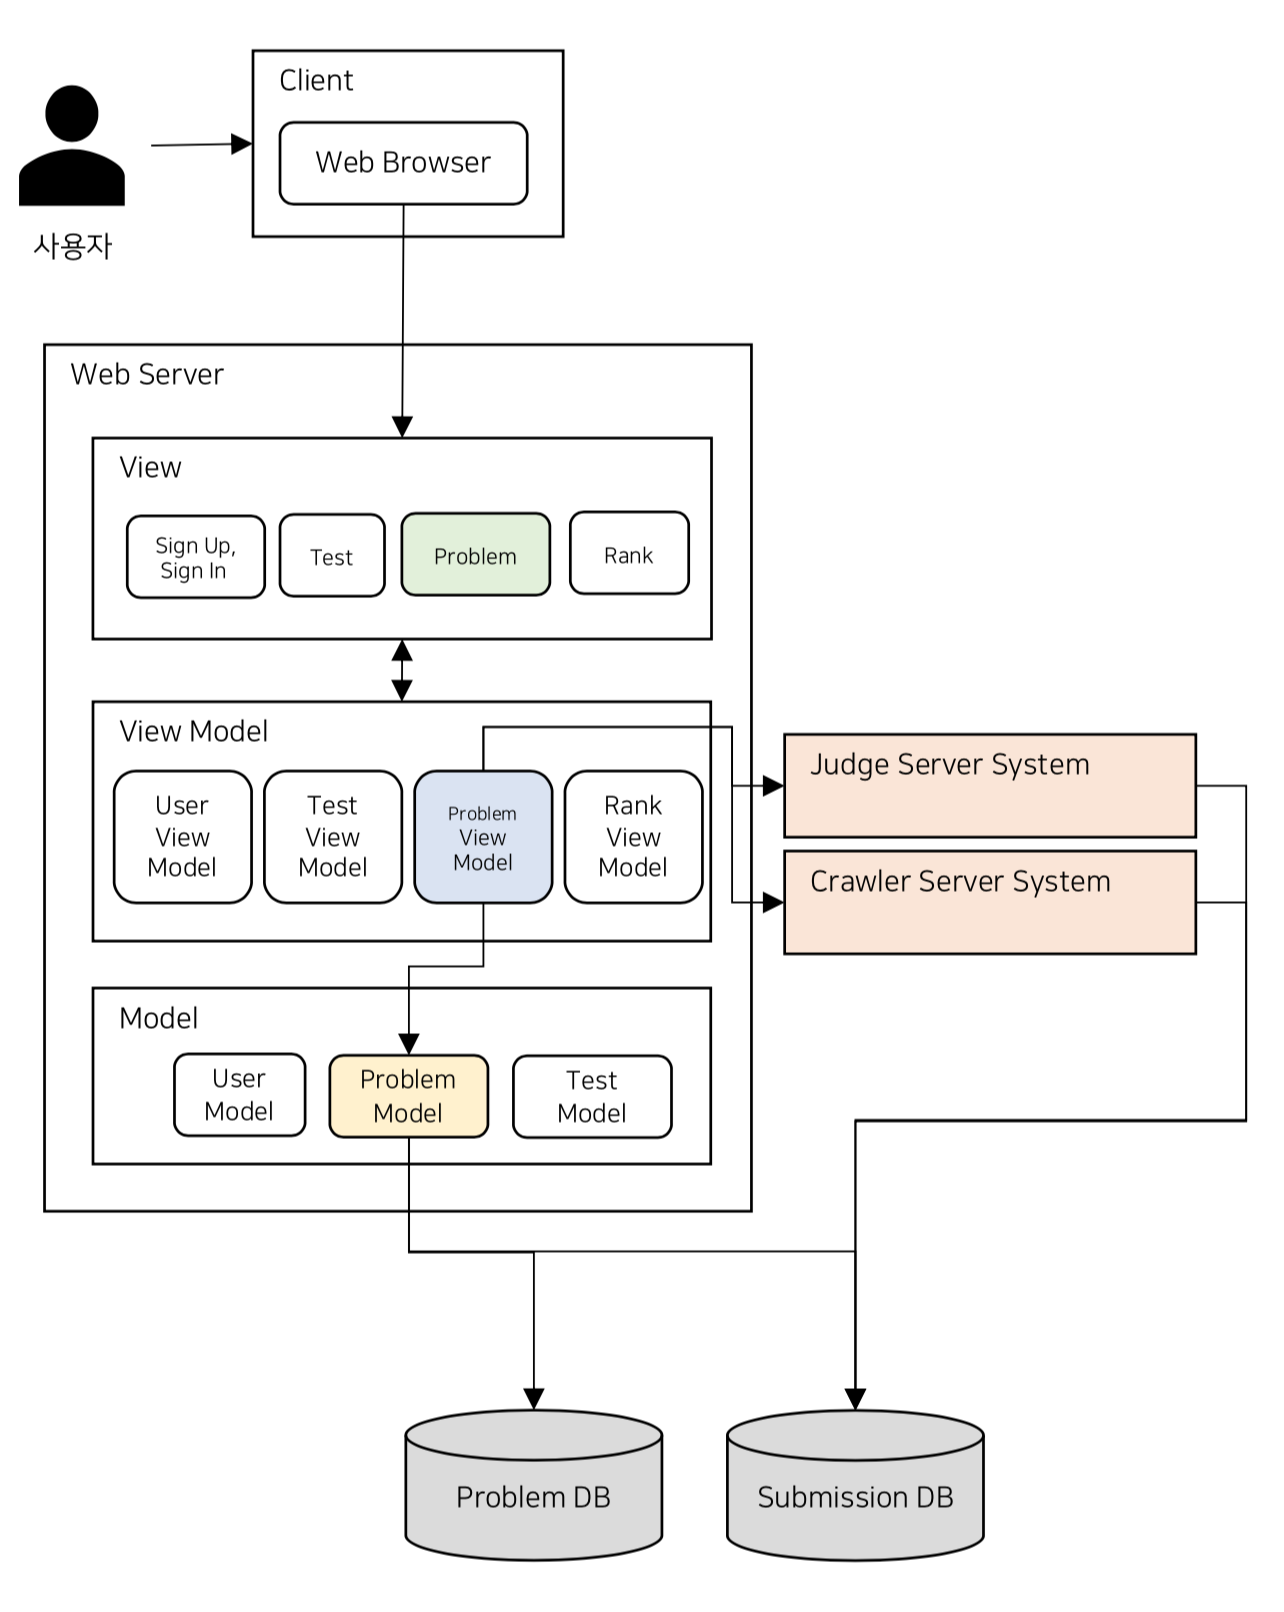 Client
Web Browser
사용자
Web Server
View
Sign Up,
Sign In
Test
Problem
Rank
View Model
User
View
Model
Test
View
Model
Problem
View
Model
Rank
View
Model
Judge Server System
Crawler Server System
Model
User
Model
Problem
Model
Test
Model
Problem DB
Submission DB